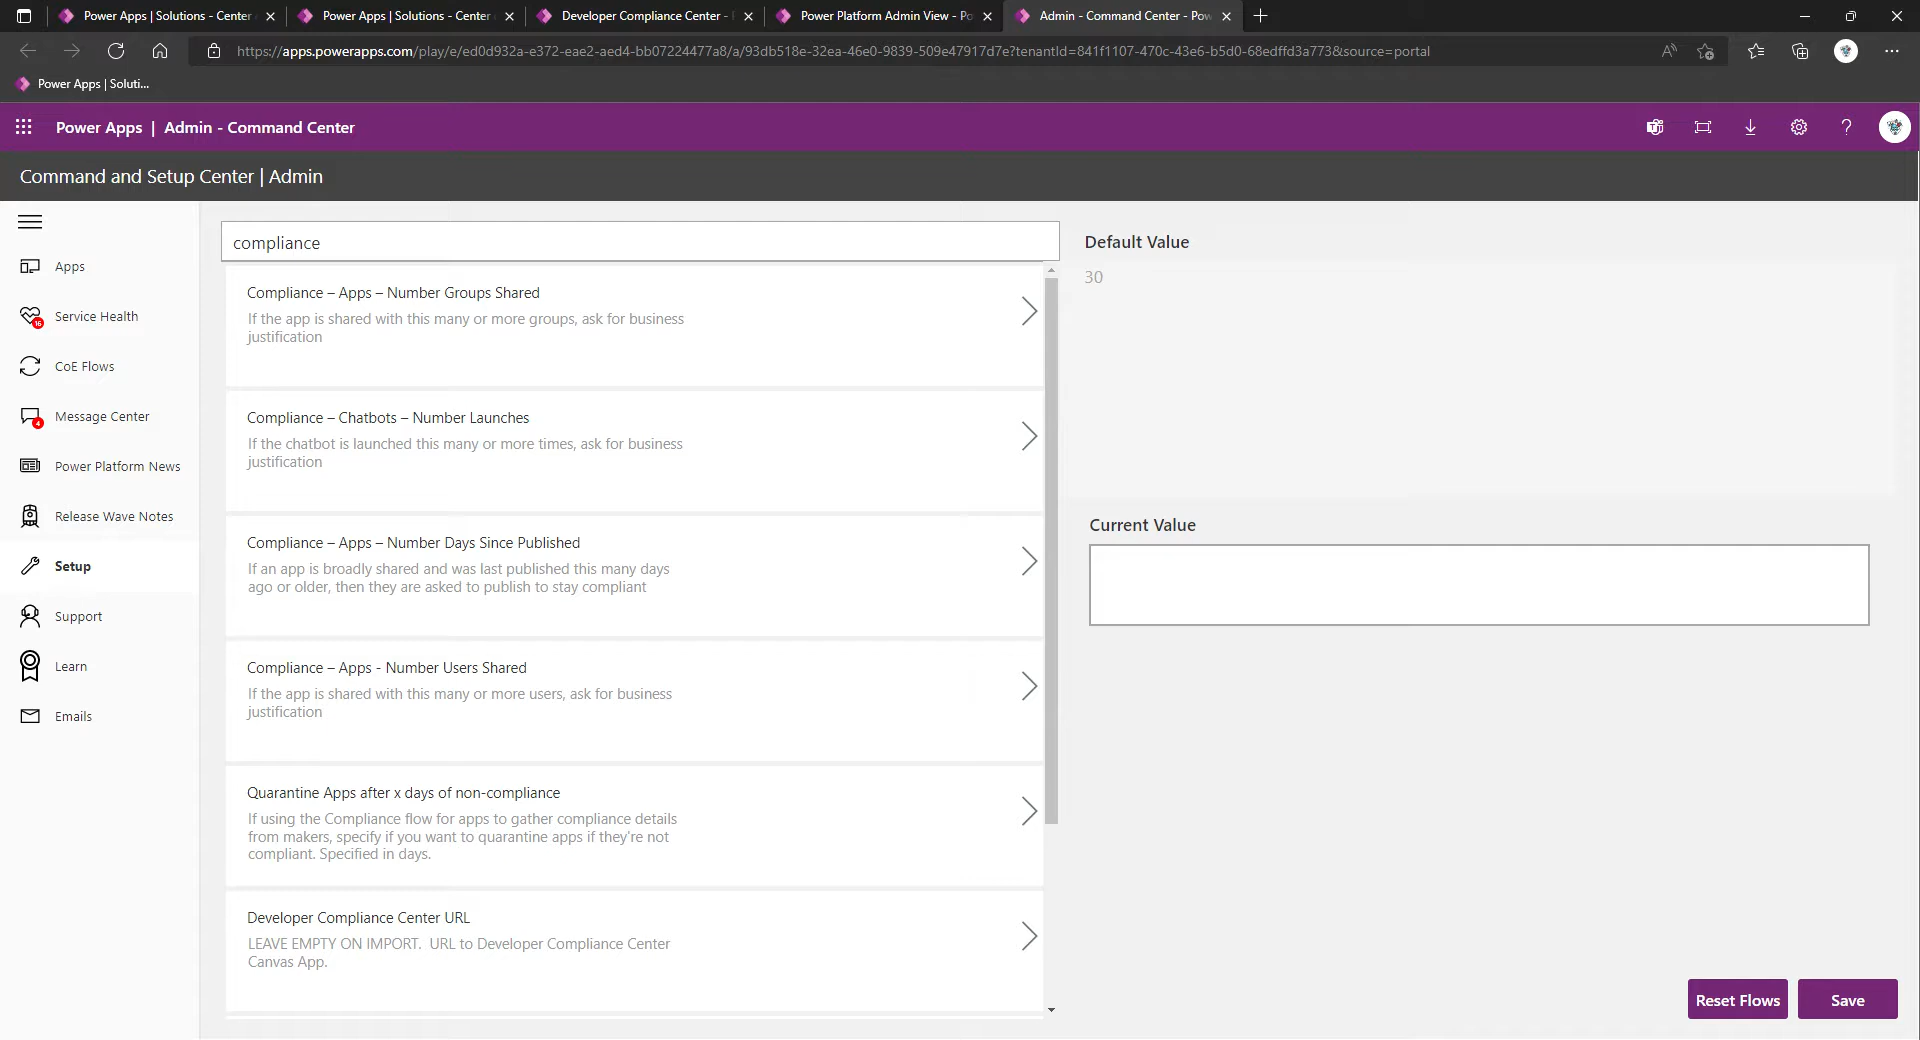 Power Apps | Solutions - Center
Power Apps | Solutions - Center
Developer Compliance Center -
Power Platform Admin View - Po
Admin - Command Center - Pow
https://apps.powerapps.com/play/e/ed0d932a-e372-eae2-aed4-bb07224477a8/a/93db518e-32ea-46e0-9839-509e47917d7e?tenantId=841f1107-470c-43e6-b5d0-68edffd3a773&source=portal
Power Apps | Soluti...
Power Apps | Admin - Command Center
Command and Setup Center | Admin
Apps
16
Service Health
CoE Flows
4
Message Center
Power Platform News
Release Wave Notes
Setup
Support
Learn
Emails
compliance
Compliance – Apps – Number Groups Shared
If the app is shared with this many or more groups, ask for business
justification
Compliance – Chatbots – Number Launches
If the chatbot is launched this many or more times, ask for business
justification
Compliance – Apps – Number Days Since Published
If an app is broadly shared and was last published this many days
ago or older, then they are asked to publish to stay compliant
Compliance – Apps - Number Users Shared
If the app is shared with this many or more users, ask for business
justification
Quarantine Apps after x days of non-compliance
If using the Compliance flow for apps to gather compliance details
from makers, specify if you want to quarantine apps if they're not
compliant. Specified in days.
Developer Compliance Center URL
LEAVE EMPTY ON IMPORT. URL to Developer Compliance Center
Canvas App.
Default Value
30
Current Value
Reset Flows
Save